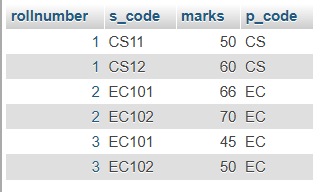 rollnumber s_code marks p_code
1 CS11 50 CS
1 CS12 60 CS
2 EC101 66 EC
2 EC102 70 EC
3 EC101 45 EC
3 EC102 50 EC